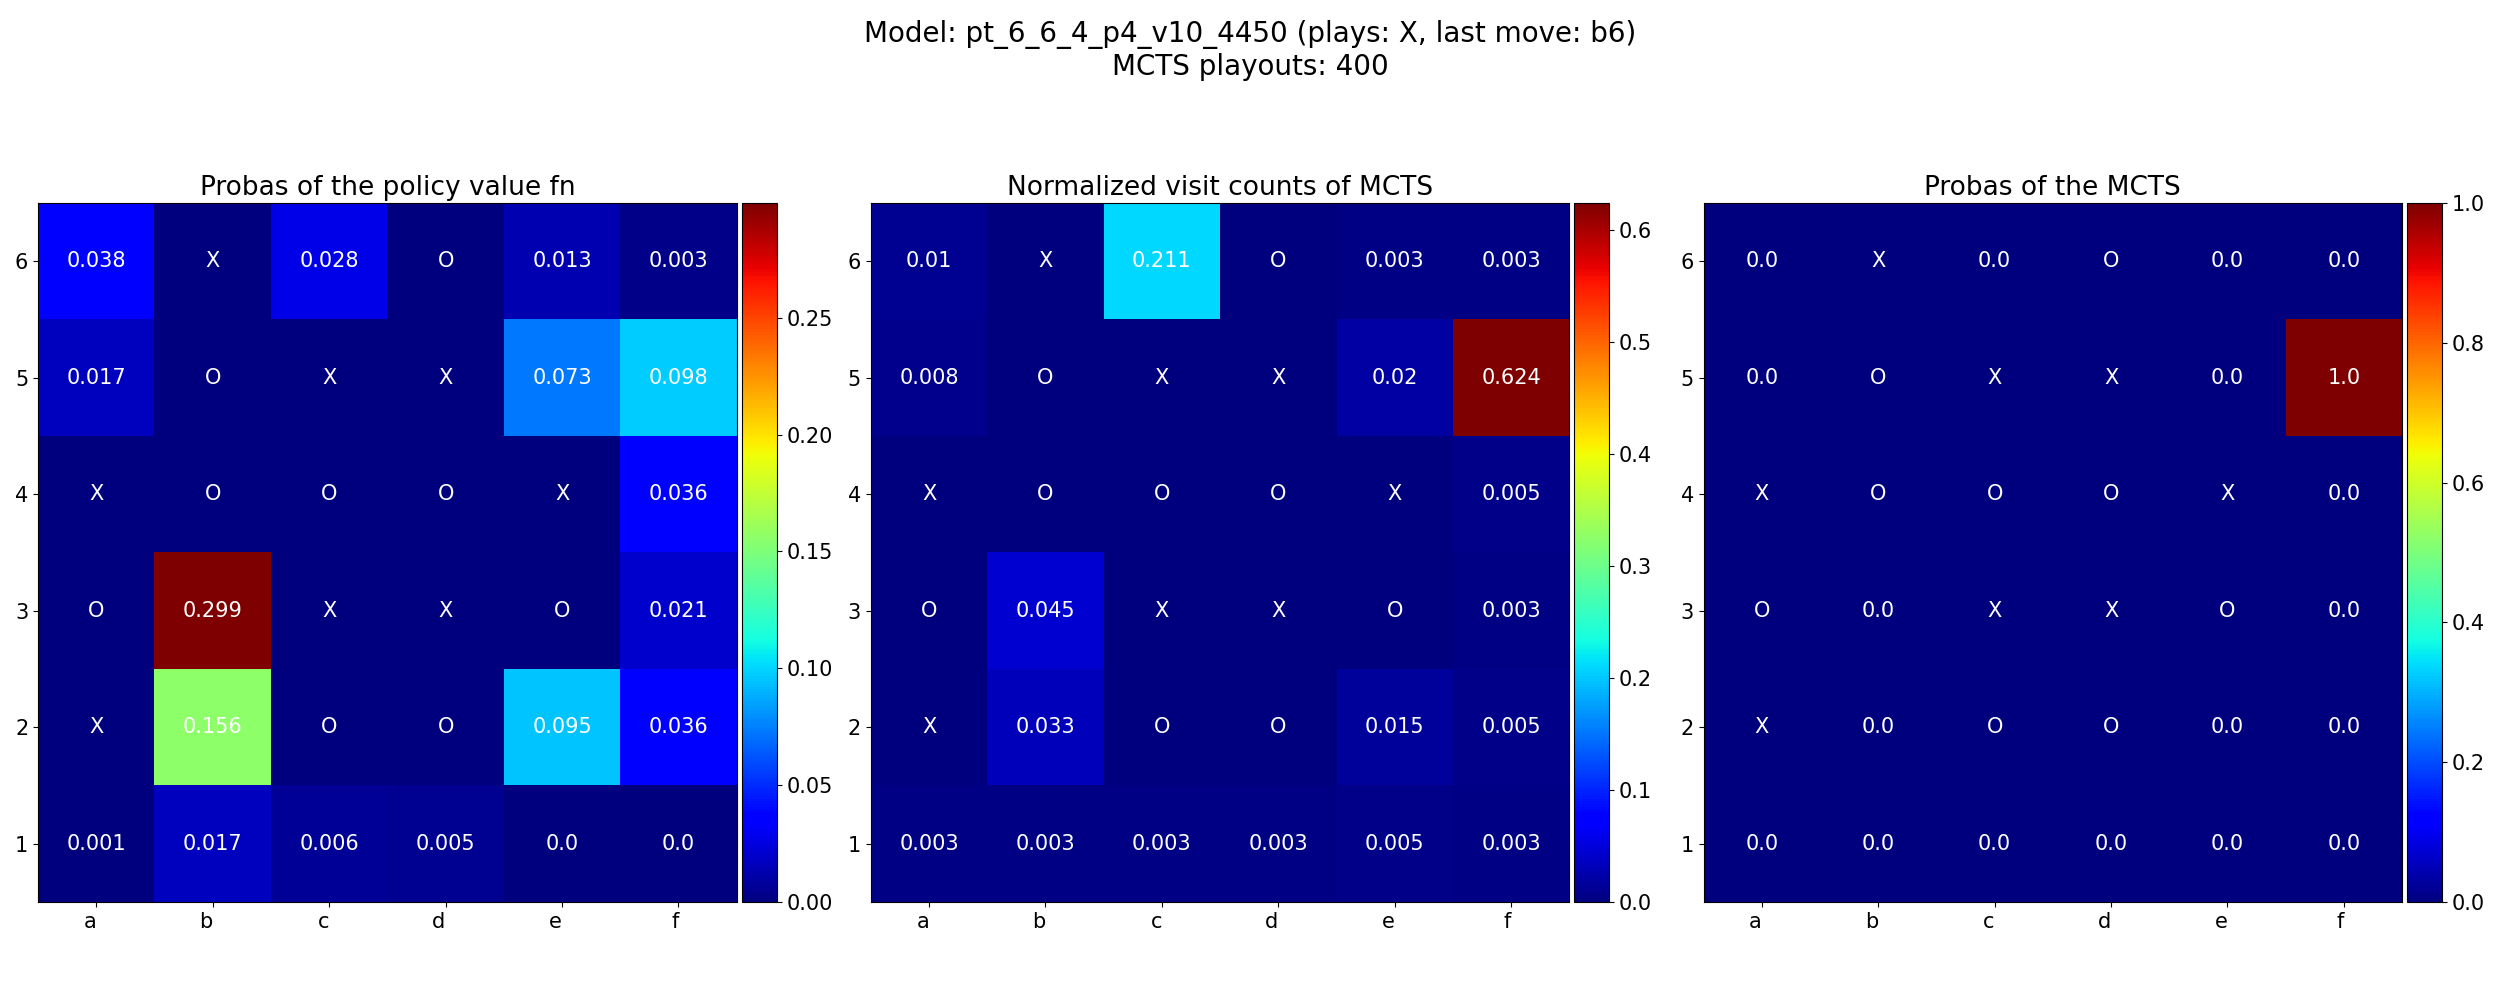 Model: pt_6_6_4_p4_v10_4450 (plays: X, last move: b6)
MCTS playouts: 400
Probas of the policy value fn
6 0.038 X 0.028 O 0.013 0.003
5 0.017 O X X 0.073 0.098
4 X O O O X 0.036
3 O 0.299 X X O 0.021
2 X 0.156 O O 0.095 0.036
1 0.001 0.017 0.006 0.005 0.0 0.0
a b c d e f
0.25
0.20
0.15
0.10
0.05
0.00
Normalized visit counts of MCTS
6 0.01 X 0.211 O 0.003 0.003
5 0.008 O X X 0.02 0.624
4 X O O O X 0.005
3 O 0.045 X X O 0.003
2 X 0.033 O O 0.015 0.005
1 0.003 0.003 0.003 0.003 0.005 0.003
a b c d e f
0.6
0.5
0.4
0.3
0.2
0.1
0.0
Probas of the MCTS
6 0.0 X 0.0 O 0.0 0.0
5 0.0 O X X 0.0 1.0
4 X O O O X 0.0
3 O 0.0 X X O 0.0
2 X 0.0 O O 0.0 0.0
1 0.0 0.0 0.0 0.0 0.0 0.0
a b c d e f
1.0
0.8
0.6
0.4
0.2
0.0